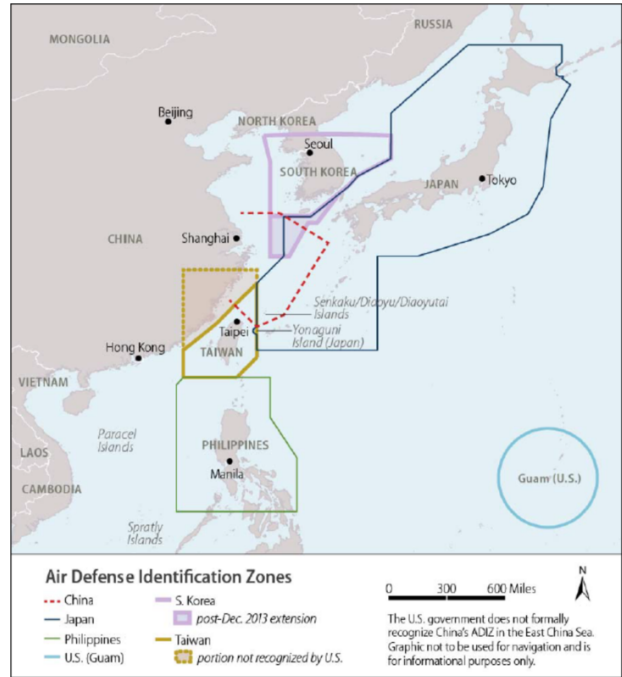 RUSSIA
MONGOLIA
Beijing
NORTH KOREA
Seoul
SOUTH KOREA
JAPAN
Tokyo
CHINA
Shanghai
Senkaku/Diaoyu/Diaoyutai
Islands
Taipei
Yonaguni
Island (Japan)
Hong Kong
TAIWAN
VIETNAM
Paracel
Islands
LAOS
PHILIPPINES
Manila
CAMBODIA
Guam (U.S.)
Spratly
Islands
Air Defense Identification Zones
China
Japan
Philippines
U.S. (Guam)
S. Korea
post-Dec. 2013 extension
Taiwan
portion not recognized by U.S.
N
0 300 600 Miles
The U.S. government does not formally
recognize China's ADIZ in the East China Sea.
Graphic not to be used for navigation and is
for informational purposes only.